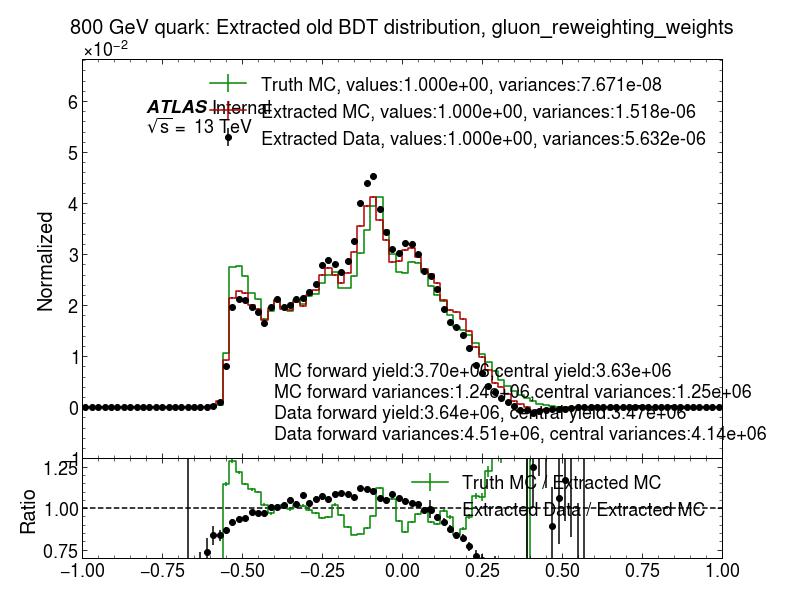 800 GeV quark: Extracted old BDT distribution, gluon_reweighting_weights
×10⁻²
Truth MC, values:1.000e+00, variances:7.671e-08
ATLAS Internal
Extracted MC, values:1.000e+00, variances:1.518e-06
√s = 13 TeV
Extracted Data, values:1.000e+00, variances:5.632e-06
Normalized
6
5
4
3
2
1
0
1
MC forward yield:3.70e+06, central yield:3.63e+06
MC forward variances:1.24e+06, central variances:1.25e+06
Data forward yield:3.64e+06, central yield:3.47e+06
Data forward variances:4.51e+06, central variances:4.14e+06
Ratio
1.25
1.00
0.75
Truth MC / Extracted MC
Extracted Data / Extracted MC
−1.00 −0.75 −0.50 −0.25 0.00 0.25 0.50 0.75 1.00